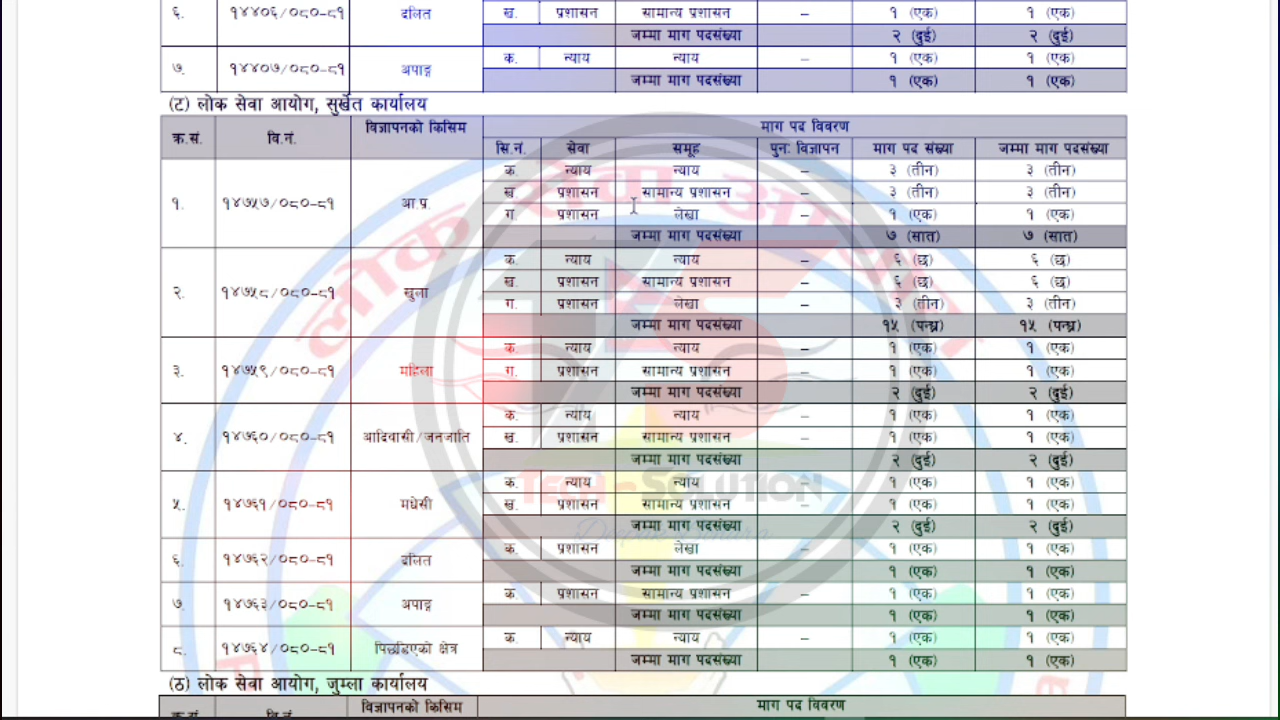 ६. १४४०६/०८०-८१ दलित ख. प्रशासन सामान्य प्रशासन – १ (एक) १ (एक)
जम्मा माग पदसंख्या २ (दुई) २ (दुई)
७. १४४०७/०८०-८१ अपाङ्ग क. न्याय न्याय – १ (एक) १ (एक)
जम्मा माग पदसंख्या १ (एक) १ (एक)
(ट) लोक सेवा आयोग, सुर्खेत कार्यालय
क्र.सं. वि.नं. विज्ञापनको किसिम माग पद विवरण
सि.नं. सेवा समूह पुनः विज्ञापन माग पद संख्या जम्मा माग पदसंख्या
१. १४७५७/०८०-८१ आ.प्र. क. न्याय न्याय – ३ (तीन) ३ (तीन)
ख. प्रशासन सामान्य प्रशासन – ३ (तीन) ३ (तीन)
ग. प्रशासन लेखा – १ (एक) १ (एक)
जम्मा माग पदसंख्या ७ (सात) ७ (सात)
२. १४७५८/०८०-८१ खुला क. न्याय न्याय – ६ (छ) ६ (छ)
ख. प्रशासन सामान्य प्रशासन – ६ (छ) ६ (छ)
ग. प्रशासन लेखा – ३ (तीन) ३ (तीन)
जम्मा माग पदसंख्या १५ (पन्ध्र) १५ (पन्ध्र)
३. १४७५९/०८०-८१ महिला क. न्याय न्याय – १ (एक) १ (एक)
ग. प्रशासन सामान्य प्रशासन – १ (एक) १ (एक)
जम्मा माग पदसंख्या २ (दुई) २ (दुई)
४. १४७६०/०८०-८१ आदिवासी/जनजाति क. न्याय न्याय – १ (एक) १ (एक)
ख. प्रशासन सामान्य प्रशासन – १ (एक) १ (एक)
जम्मा माग पदसंख्या २ (दुई) २ (दुई)
५. १४७६१/०८०-८१ मधेसी क. न्याय न्याय – १ (एक) १ (एक)
ख. प्रशासन सामान्य प्रशासन – १ (एक) १ (एक)
जम्मा माग पदसंख्या २ (दुई) २ (दुई)
६. १४७६२/०८०-८१ दलित क. प्रशासन लेखा – १ (एक) १ (एक)
जम्मा माग पदसंख्या १ (एक) १ (एक)
७. १४७६३/०८०-८१ अपाङ्ग क. प्रशासन सामान्य प्रशासन – १ (एक) १ (एक)
जम्मा माग पदसंख्या १ (एक) १ (एक)
८. १४७६४/०८०-८१ पिछडिएको क्षेत्र क. न्याय न्याय – १ (एक) १ (एक)
जम्मा माग पदसंख्या १ (एक) १ (एक)
(ठ) लोक सेवा आयोग, जुम्ला कार्यालय
क्र.सं. वि.नं. विज्ञापनको किसिम माग पद विवरण
लोक सेवा आयोग
TECH-SOLUTION